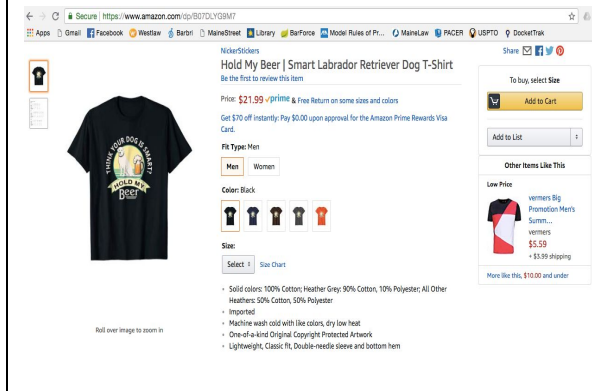 Secure | https://www.amazon.com/dp/B07DLYG9M7
Apps Gmail Facebook Westlaw Barbri MaineStreet Library BarForce Model Rules of Pr... MaineLaw PACER USPTO DocketTrak
NickerStickers
Hold My Beer | Smart Labrador Retriever Dog T-Shirt
Be the first to review this item
Price: $21.99 prime & Free Return on some sizes and colors
Get $70 off instantly: Pay $0.00 upon approval for the Amazon Prime Rewards Visa
Card.
Fit Type: Men
Men Women
Color: Black
Size:
Select Size Chart
• Solid colors: 100% Cotton; Heather Grey: 90% Cotton, 10% Polyester; All Other
Heathers: 50% Cotton, 50% Polyester
• Imported
• Machine wash cold with like colors, dry low heat
• One-of-a-kind Original Copyright Protected Artwork
• Lightweight, Classic fit, Double-needle sleeve and bottom hem
THINK YOUR DOG IS SMART?
HOLD MY
Beer
Roll over image to zoom in
Share
To buy, select Size
Add to Cart
Add to List
Other Items Like This
Low Price
vermers Big
Promotion Men's
Summ...
vermers
$5.59
+ $3.99 shipping
More like this, $10.00 and under